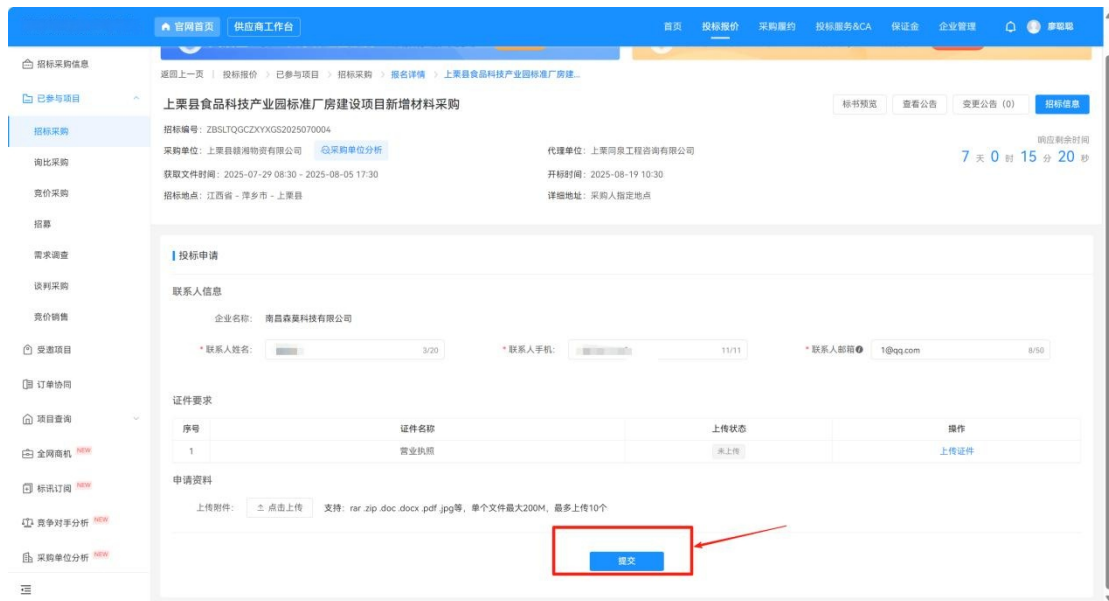 官网首页 供应商工作台 首页 投标报价 采购履约 投标服务&CA 保证金 企业管理 廖聪聪
招标采购信息
已参与项目
招标采购
询比采购
竞价采购
招募
需求调查
谈判采购
竞价销售
受邀项目
订单协同
项目查询
全网商机 NEW
标讯订阅 NEW
竞争对手分析 NEW
采购单位分析 NEW
返回上一页 | 投标报价 > 已参与项目 > 招标采购 > 报名详情 > 上栗县食品科技产业园标准厂房建...
上栗县食品科技产业园标准厂房建设项目新增材料采购 标书预览 查看公告 变更公告（0） 招标信息
招标编号：ZBSLTQGCZXYXGS2025070004
响应剩余时间
7 天 0 时 15 分 20 秒
采购单位：上栗县赣湘物资有限公司 采购单位分析 代理单位：上栗同泉工程咨询有限公司
获取文件时间：2025-07-29 08:30 - 2025-08-05 17:30 开标时间：2025-08-19 10:30
招标地点：江西省 - 萍乡市 - 上栗县 详细地址：采购人指定地点
投标申请
联系人信息
企业名称: 南昌森莫科技有限公司
* 联系人姓名: 3/20 * 联系人手机: 11/11 * 联系人邮箱 1@qq.com 8/50
证件要求
序号 证件名称 上传状态 操作
1 营业执照 未上传 上传证件
申请资料
上传附件: 点击上传 支持：rar .zip .doc .docx .pdf .jpg等，单个文件最大200M，最多上传10个
提交